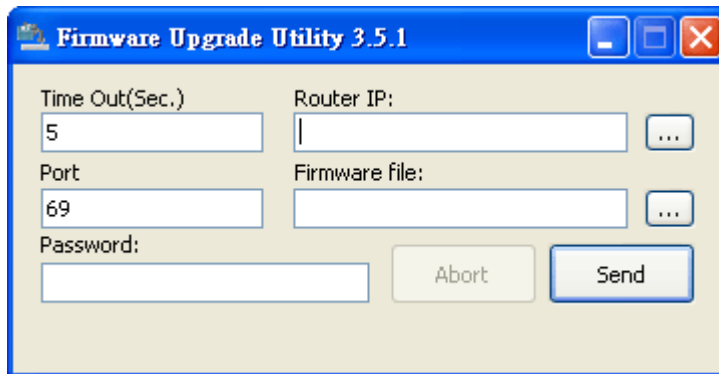 Firmware Upgrade Utility 3.5.1
Time Out(Sec.) Router IP:
5 ...
Port Firmware file:
69 ...
Password:
Abort Send